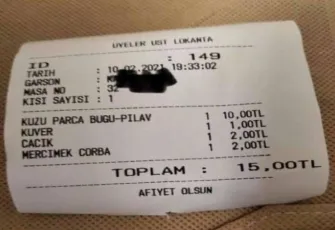 UYELER UST LOKANTA
ID : 149
TARIH : 10.02.2021 19:33:02
GARSON :
MASA NO : 32
KISI SAYISI : 1
KUZU PARCA BUGU-PILAV 1 10,00TL
KUVER 1 1,00TL
CACIK 1 2,00TL
MERCIMEK CORBA 1 2,00TL
TOPLAM : 15,00TL
AFIYET OLSUN